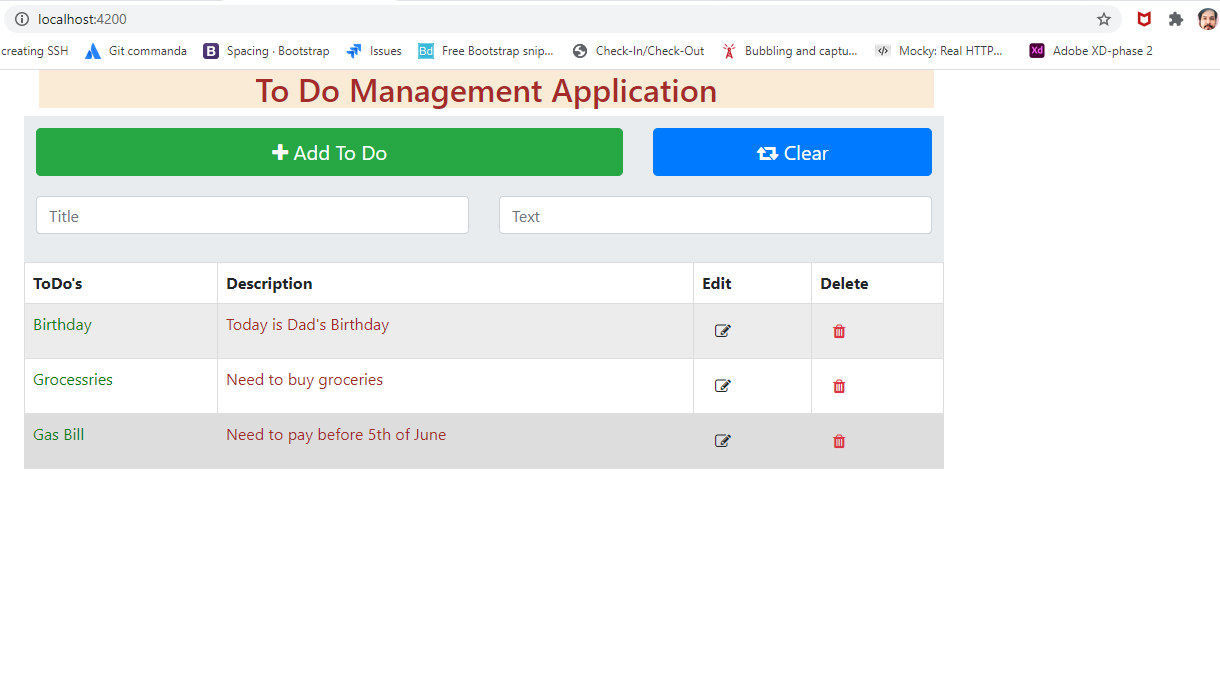 localhost:4200
creating SSH Git commanda Spacing · Bootstrap Issues Bd Free Bootstrap snip... Check-In/Check-Out Bubbling and captu... Mocky: Real HTTP... Xd Adobe XD-phase 2
To Do Management Application
Add To Do Clear
Title Text
ToDo's Description Edit Delete
Birthday Today is Dad's Birthday
Grocessries Need to buy groceries
Gas Bill Need to pay before 5th of June